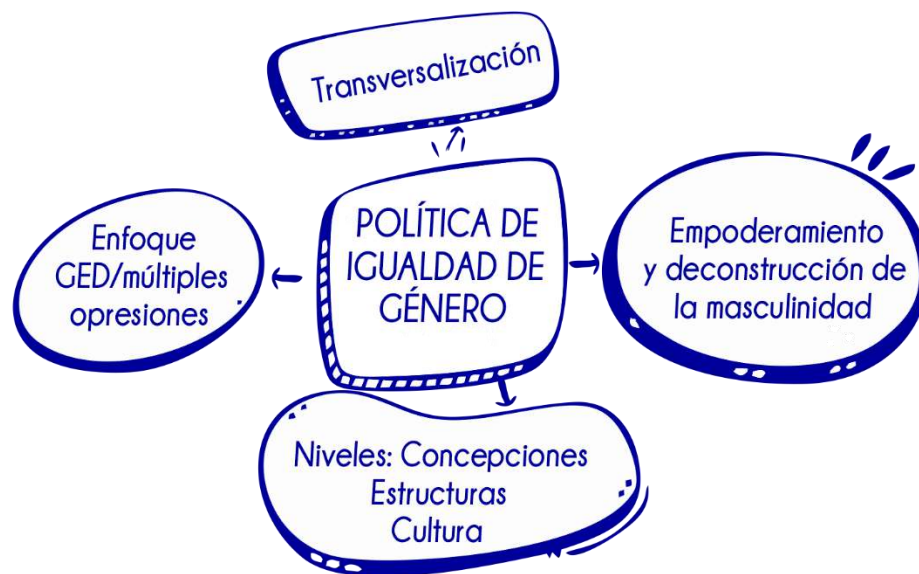 Transversalización
Enfoque
GED/múltiples
opresiones
POLÍTICA DE
IGUALDAD DE
GÉNERO
Empoderamiento
y deconstrucción de
la masculinidad
Niveles: Concepciones
Estructuras
Cultura